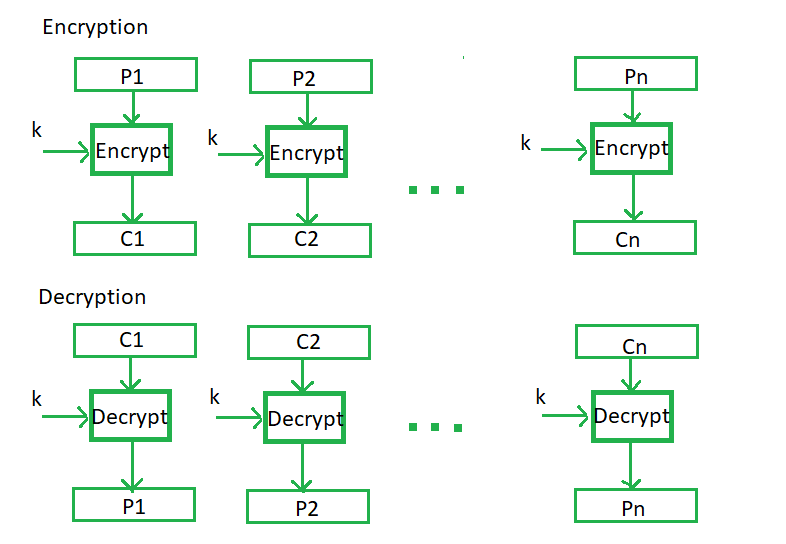 Encryption
P1 P2 Pn
k Encrypt k Encrypt k Encrypt
C1 C2 Cn
Decryption
C1 C2 Cn
k Decrypt k Decrypt k Decrypt
P1 P2 Pn